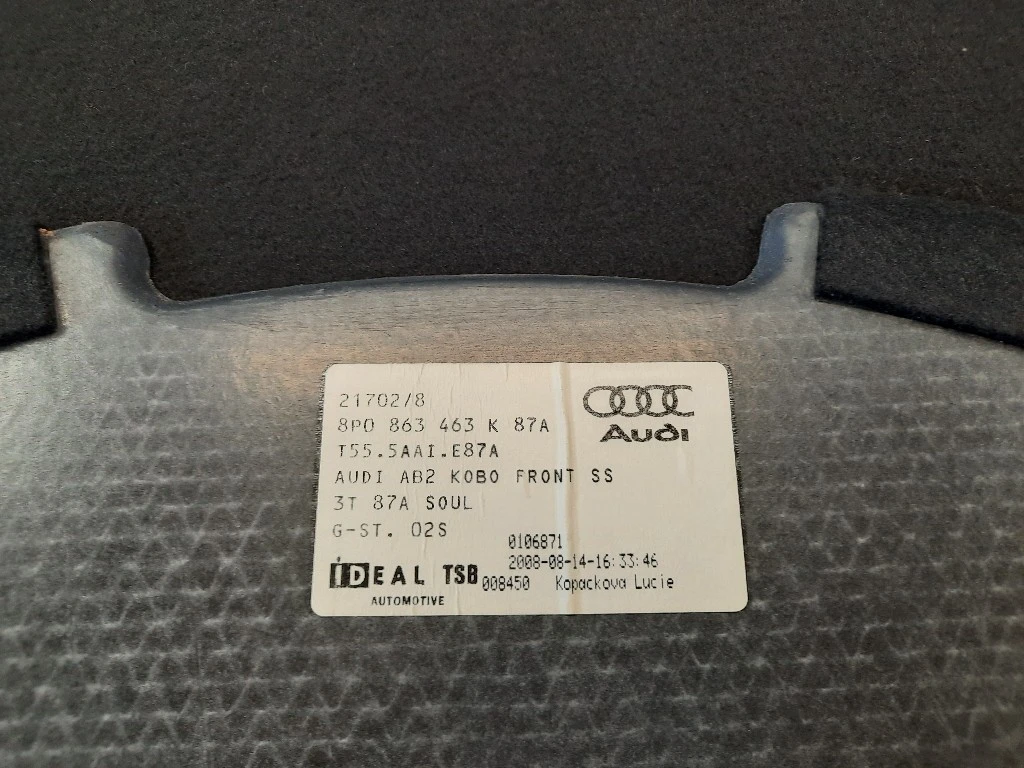 21702/8
8P0 863 463 K 87A
T55.5AAI.E87A
AUDI AB2 KOBO FRONT SS
3T 87A SOUL
G-ST. 02S
Audi
0106871
2008-08-14-16:33:46
008450 Kopackova Lucie
iDEAL TSB
AUTOMOTIVE